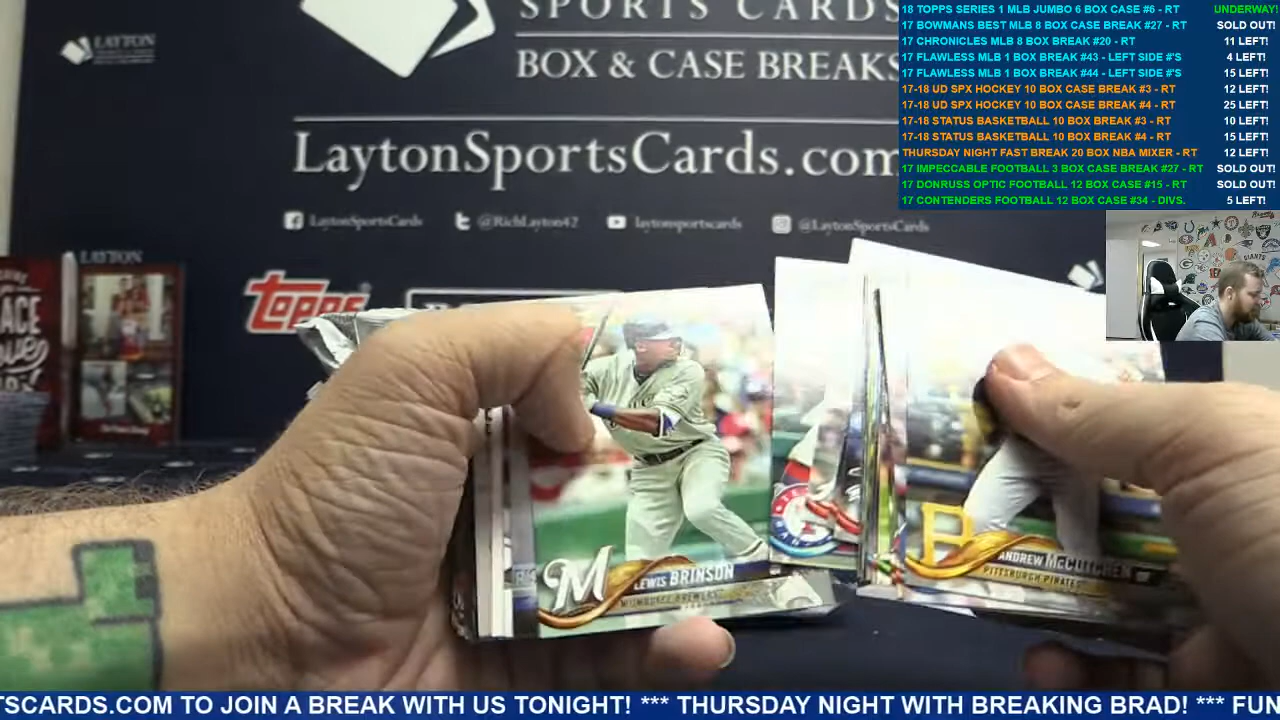 SPORTS CARDS
BOX & CASE BREAKS
LaytonSportsCards.com
LaytonSportsCards
@RichLayton42
laytonsportscards
@LaytonSportsCards
LAYTON
LAYTON
topps
18 TOPPS SERIES 1 MLB JUMBO 6 BOX CASE #6 - RT UNDERWAY!
17 BOWMANS BEST MLB 8 BOX CASE BREAK #27 - RT SOLD OUT!
17 CHRONICLES MLB 8 BOX BREAK #20 - RT 11 LEFT!
17 FLAWLESS MLB 1 BOX BREAK #43 - LEFT SIDE #'S 4 LEFT!
17 FLAWLESS MLB 1 BOX BREAK #44 - LEFT SIDE #'S 15 LEFT!
17-18 UD SPX HOCKEY 10 BOX CASE BREAK #3 - RT 12 LEFT!
17-18 UD SPX HOCKEY 10 BOX CASE BREAK #4 - RT 25 LEFT!
17-18 STATUS BASKETBALL 10 BOX BREAK #3 - RT 10 LEFT!
17-18 STATUS BASKETBALL 10 BOX BREAK #4 - RT 15 LEFT!
THURSDAY NIGHT FAST BREAK 20 BOX NBA MIXER - RT 12 LEFT!
17 IMPECCABLE FOOTBALL 3 BOX CASE BREAK #27 - RT SOLD OUT!
17 DONRUSS OPTIC FOOTBALL 12 BOX CASE #15 - RT SOLD OUT!
17 CONTENDERS FOOTBALL 12 BOX CASE #34 - DIVS. 5 LEFT!
GIANTS
M
LEWIS BRINSON
MILWAUKEE BREWERS
B
ANDREW McCUTCHEN
PITTSBURGH PIRATES
TSCARDS.COM TO JOIN A BREAK WITH US TONIGHT! *** THURSDAY NIGHT WITH BREAKING BRAD! *** FUN